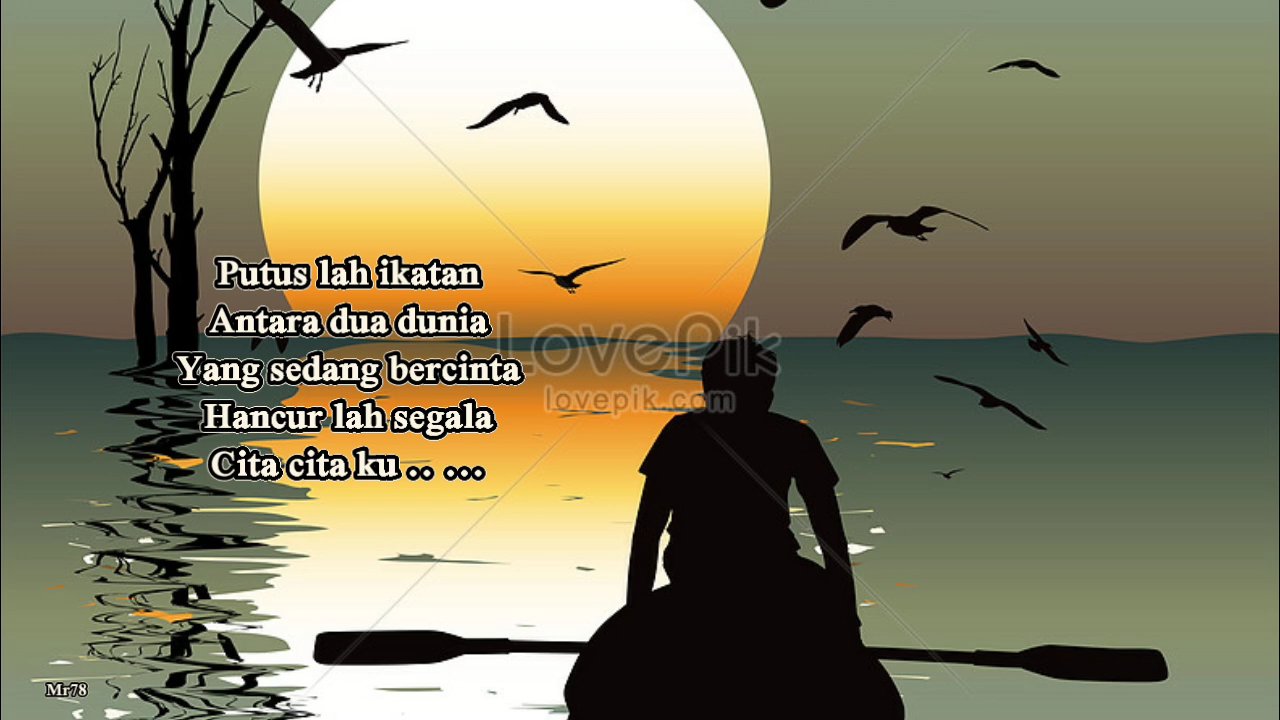 Putus lah ikatan
Antara dua dunia
Yang sedang bercinta
Hancur lah segala
Cita cita ku .. ...
LovePik
lovepik.com
Mr78